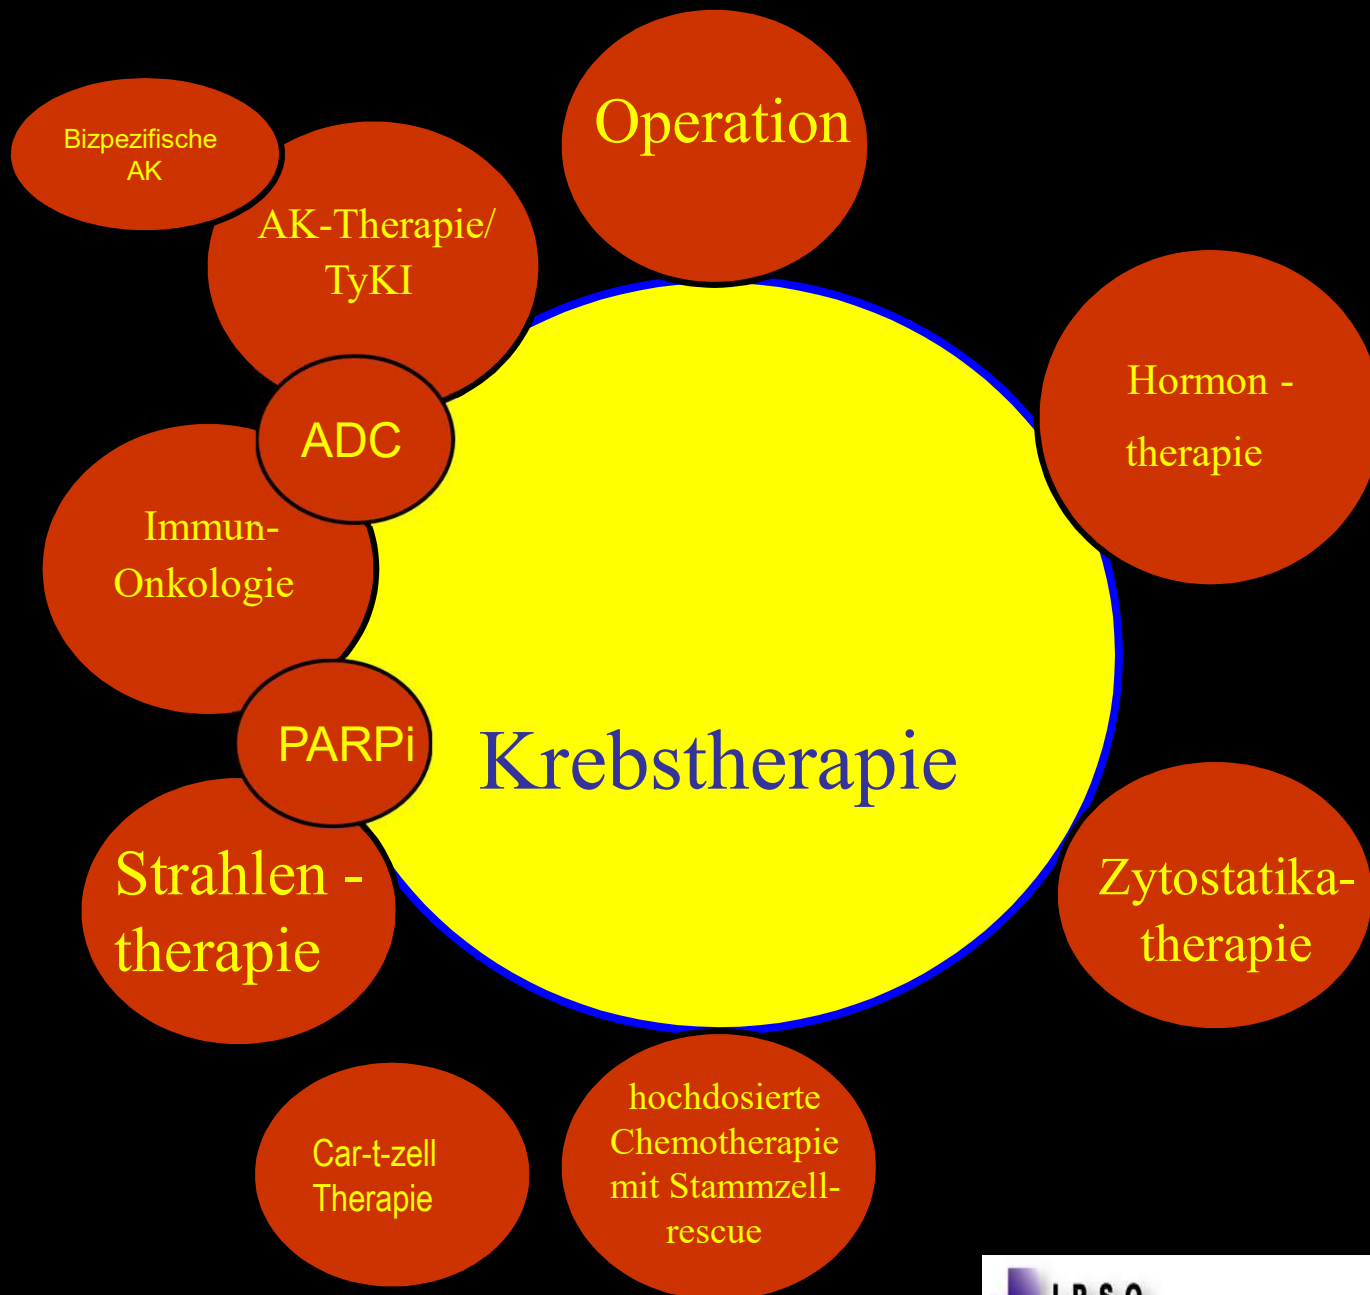 Operation
Bizpezifische
AK
AK-Therapie/
TyKI
Hormon -
therapie
ADC
Immun-
Onkologie
PARPi
Krebstherapie
Strahlen -
therapie
Zytostatika-
therapie
hochdosierte
Chemotherapie
mit Stammzell-
rescue
Car-t-zell
Therapie